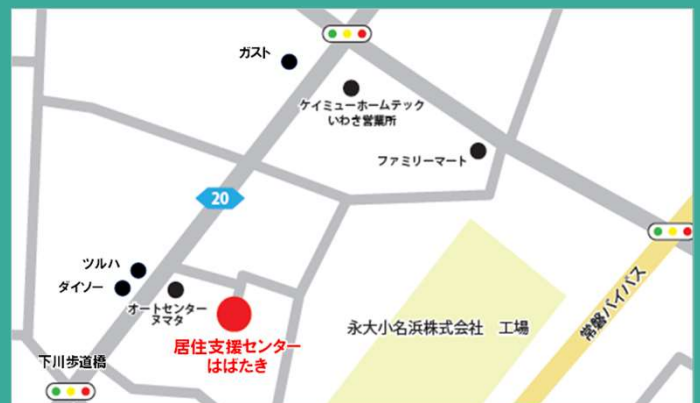 ガスト
ケイミューホームテック
いわき営業所
ファミリーマート
20
ツルハ
ダイソー
オートセンター
ヌマタ
居住支援センター
はばたき
永大小名浜株式会社 工場
常磐バイパス
下川歩道橋